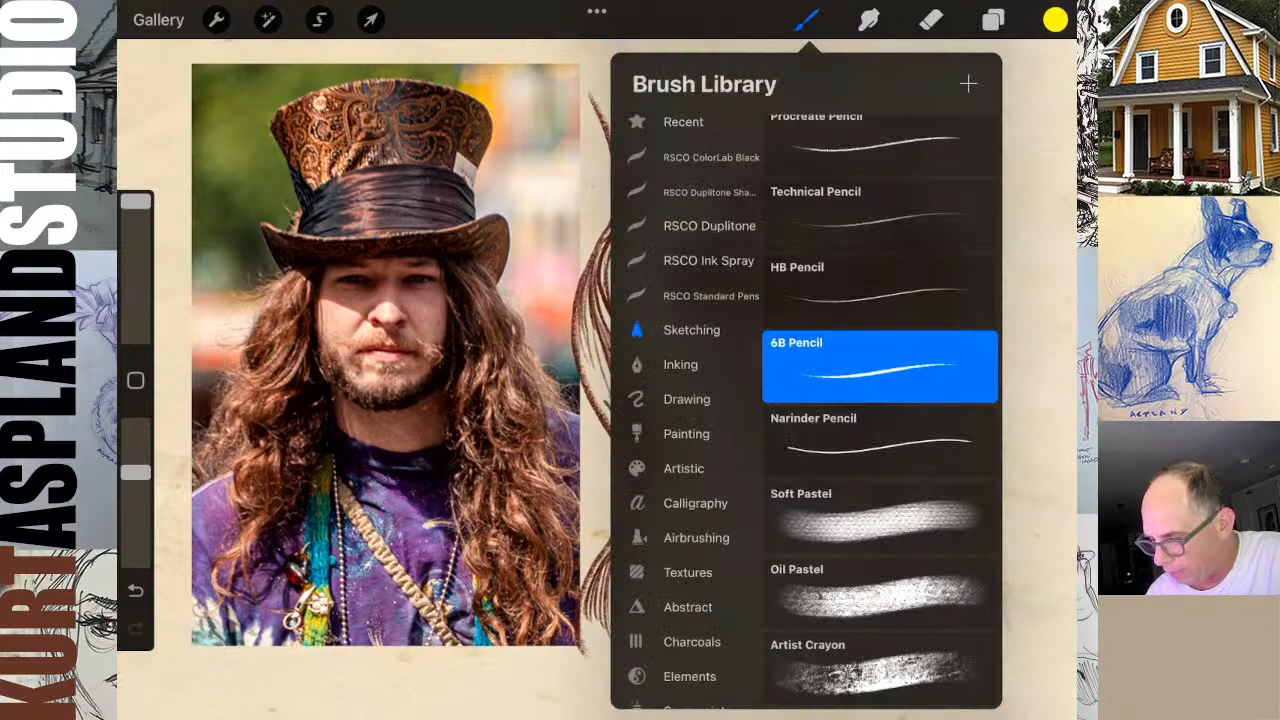 KURT ASPLANDSTUDIO
Gallery
Brush Library
Recent
RSCO ColorLab Black
RSCO Duplitone Sha...
RSCO Duplitone
RSCO Ink Spray
RSCO Standard Pens
Sketching
Inking
Drawing
Painting
Artistic
Calligraphy
Airbrushing
Textures
Abstract
Charcoals
Elements
Procreate Pencil
Technical Pencil
HB Pencil
6B Pencil
Narinder Pencil
Soft Pastel
Oil Pastel
Artist Crayon
ASPLAND